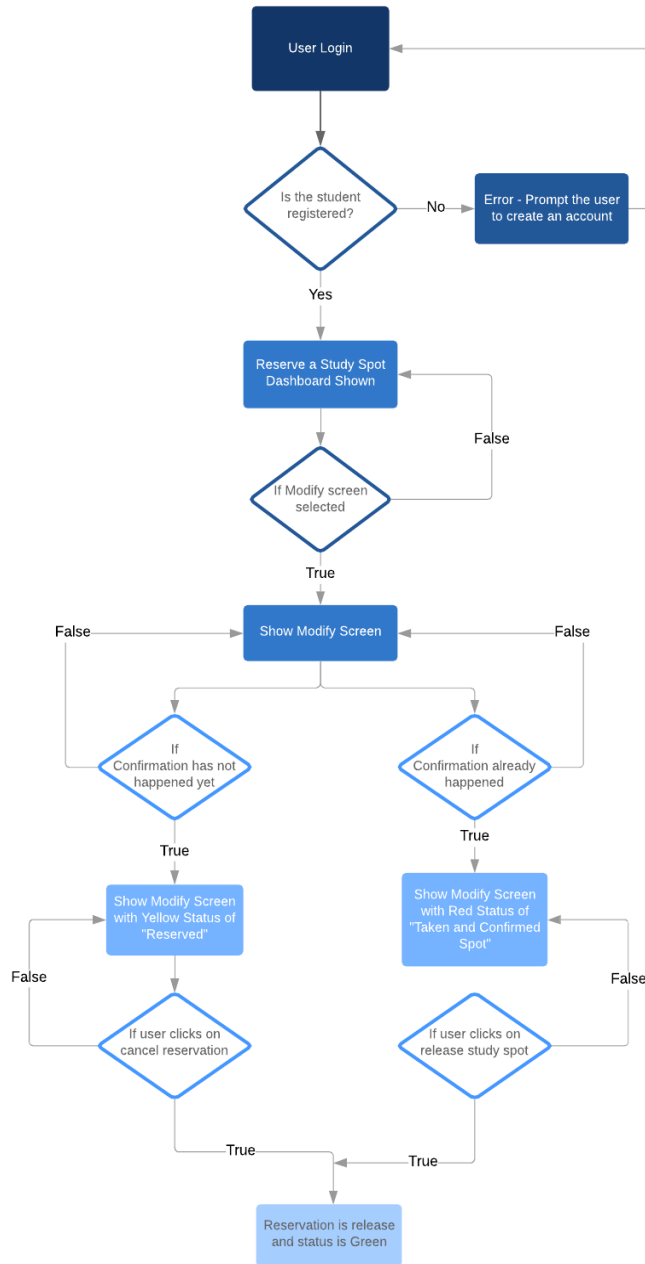 User Login
Is the student
registered?
No
Error - Prompt the user
to create an account
Yes
Reserve a Study Spot
Dashboard Shown
False
If Modify screen
selected
True
False
Show Modify Screen
False
If
Confirmation has not
happened yet
If
Confirmation already
happened
True
True
Show Modify Screen
with Yellow Status of
"Reserved"
Show Modify Screen
with Red Status of
"Taken and Confirmed
Spot"
False
False
If user clicks on
cancel reservation
If user clicks on
release study spot
True
True
Reservation is release
and status is Green